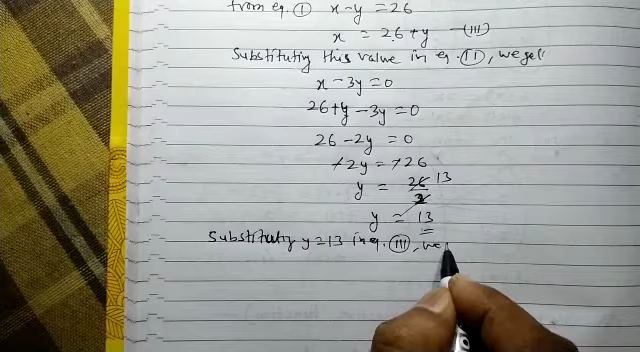 from eq. (I) x - y = 26
x = 26 + y —(III)
Substituting this value in eq. (II), we get
x - 3y = 0
26 + y - 3y = 0
26 - 2y = 0
-2y = -26
y = 26/2 13
y = 13
Substituting y = 13 in eq. (III), we